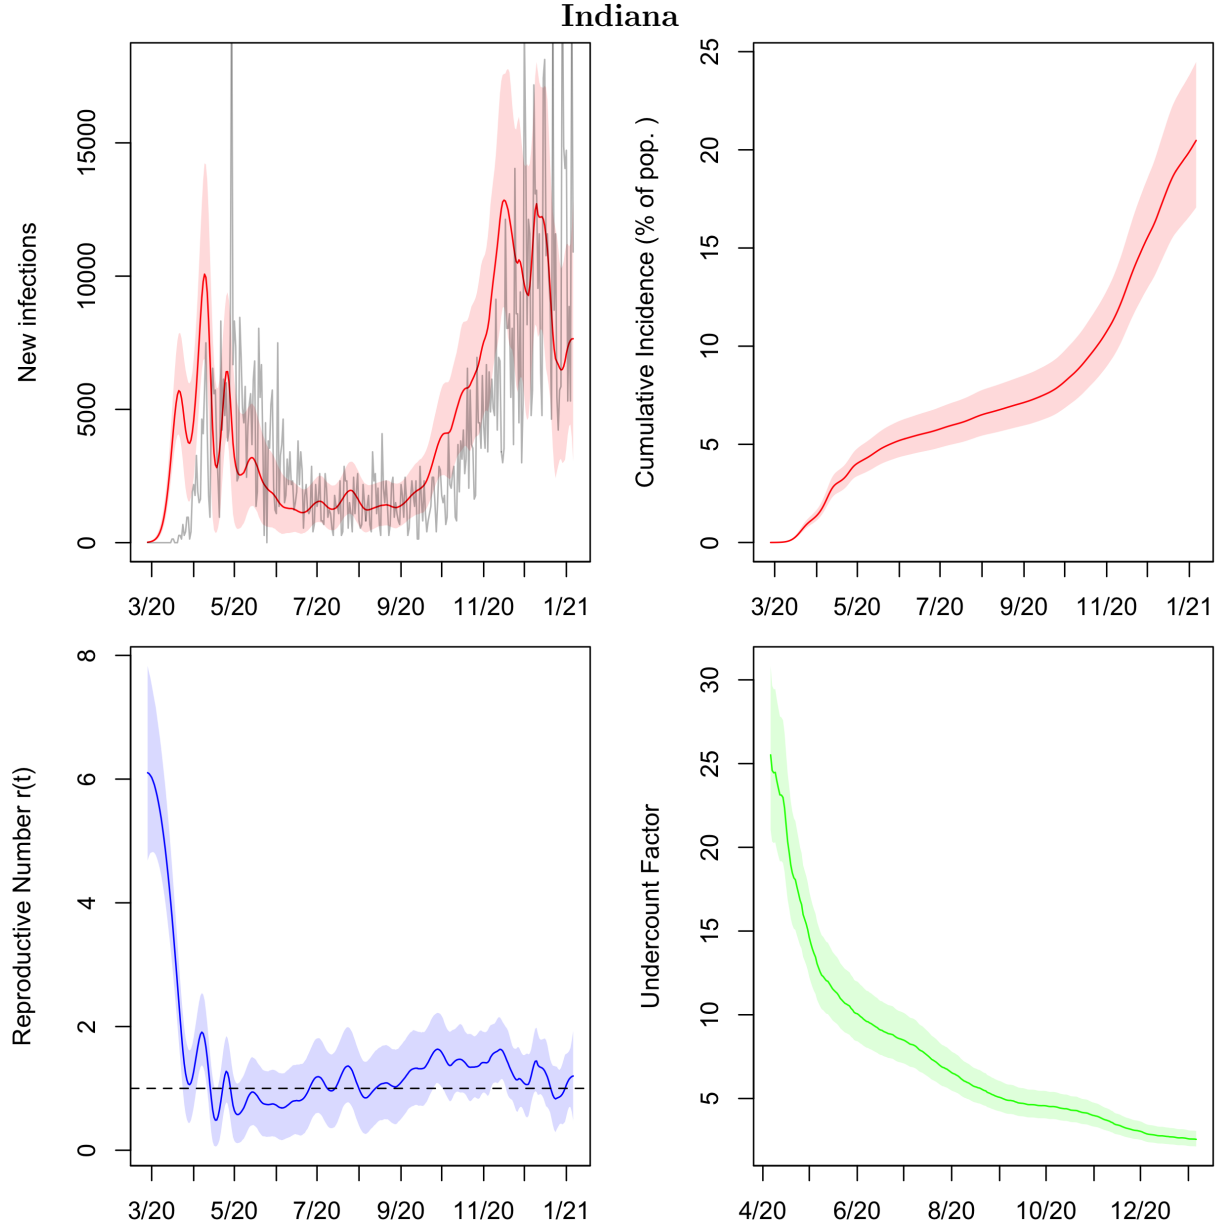 Indiana
New infections
0
5000
10000
15000
3/20 5/20 7/20 9/20 11/20 1/21
Cumulative Incidence (% of pop. )
0
5
10
15
20
25
3/20 5/20 7/20 9/20 11/20 1/21
Reproductive Number r(t)
0
2
4
6
8
3/20 5/20 7/20 9/20 11/20 1/21
Undercount Factor
5
10
15
20
25
30
4/20 6/20 8/20 10/20 12/20